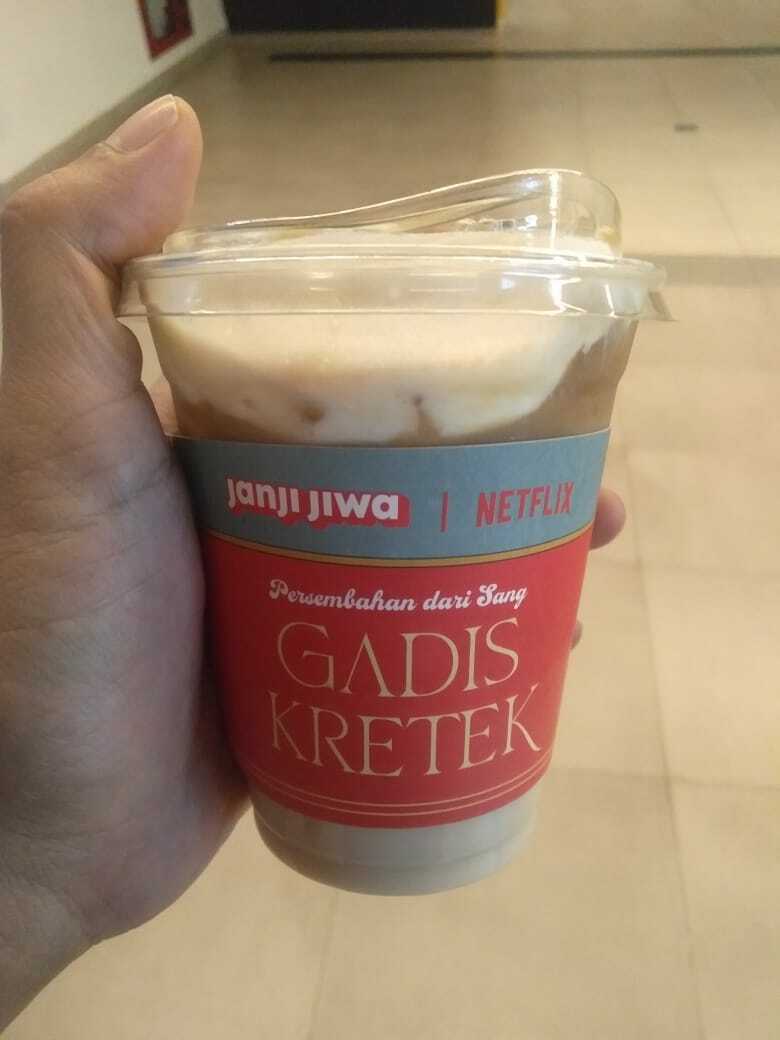 Janji Jiwa | NETFLIX
Persembahan dari Sang
GADIS
KRETEK